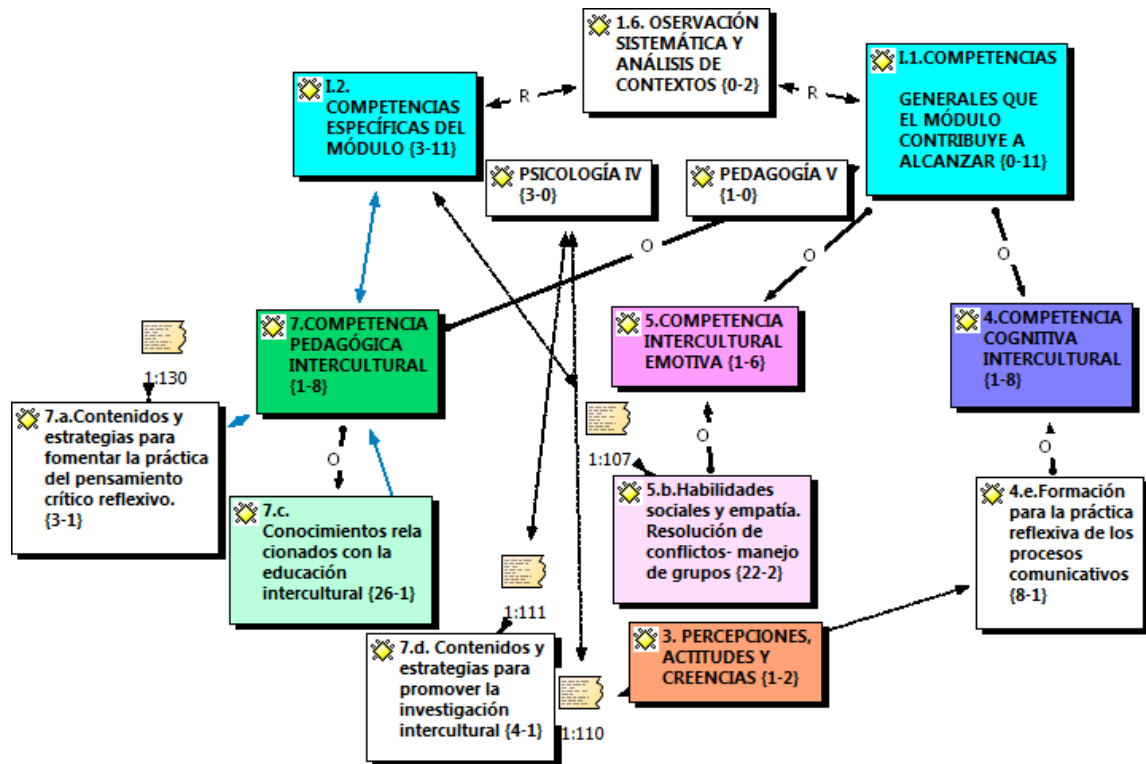 1.6. OSERVACIÓN
SISTEMÁTICA Y
ANÁLISIS DE
CONTEXTOS {0-2}
I.1.COMPETENCIAS
GENERALES QUE
EL MÓDULO
CONTRIBUYE A
ALCANZAR {0-11}
I.2.
COMPETENCIAS
ESPECÍFICAS DEL
MÓDULO {3-11}
R
R
PSICOLOGÍA IV
{3-0}
PEDAGOGÍA V
{1-0}
O
O
O
7.COMPETENCIA
PEDAGÓGICA
INTERCULTURAL
{1-8}
5.COMPETENCIA
INTERCULTURAL
EMOTIVA {1-6}
4.COMPETENCIA
COGNITIVA
INTERCULTURAL
{1-8}
1:130
7.a.Contenidos y
estrategias para
fomentar la práctica
del pensamiento
crítico reflexivo.
{3-1}
O
O
O
1:107
7.c.
Conocimientos rela
cionados con la
educación
intercultural {26-1}
5.b.Habilidades
sociales y empatía.
Resolución de
conflictos- manejo
de grupos {22-2}
4.e.Formación
para la práctica
reflexiva de los
procesos
comunicativos
{8-1}
1:111
7.d. Contenidos y
estrategias para
promover la
investigación
intercultural {4-1}
3. PERCEPCIONES,
ACTITUDES Y
CREENCIAS {1-2}
1:110